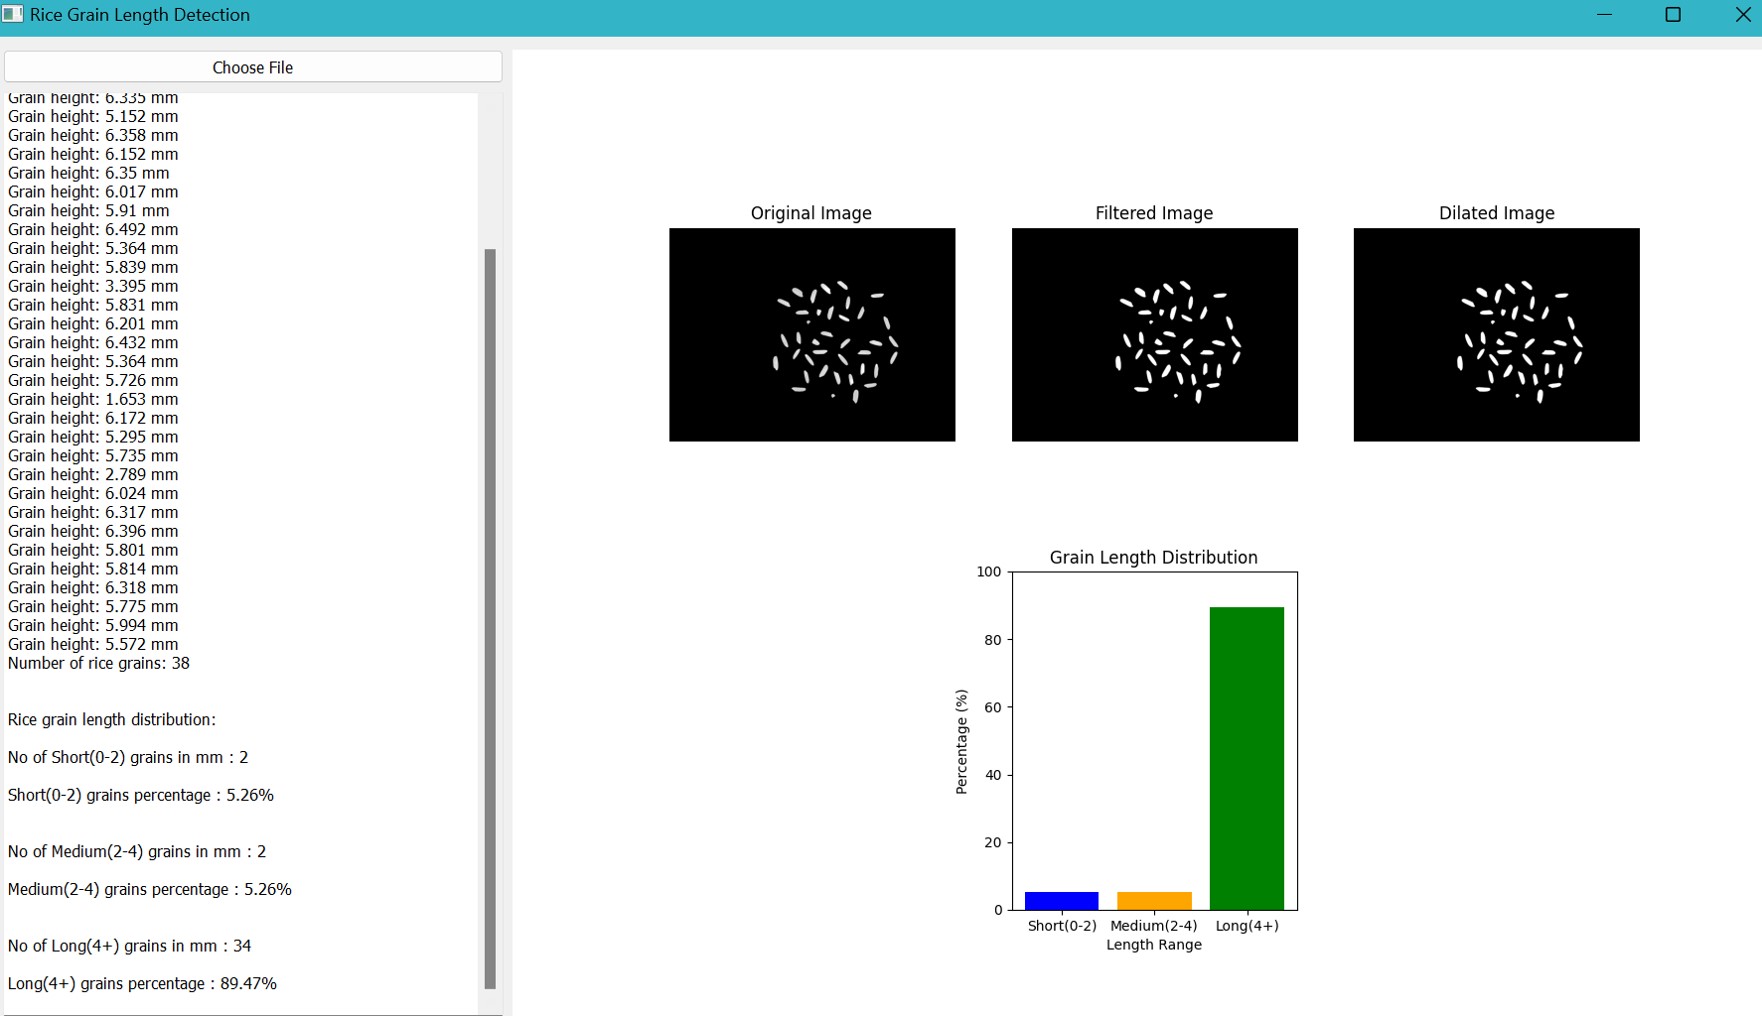 Rice Grain Length Detection
Choose File
Grain height: 6.335 mm
Grain height: 5.152 mm
Grain height: 6.358 mm
Grain height: 6.152 mm
Grain height: 6.35 mm
Grain height: 6.017 mm
Grain height: 5.91 mm
Grain height: 6.492 mm
Grain height: 5.364 mm
Grain height: 5.839 mm
Grain height: 3.395 mm
Grain height: 5.831 mm
Grain height: 6.201 mm
Grain height: 6.432 mm
Grain height: 5.364 mm
Grain height: 5.726 mm
Grain height: 1.653 mm
Grain height: 6.172 mm
Grain height: 5.295 mm
Grain height: 5.735 mm
Grain height: 2.789 mm
Grain height: 6.024 mm
Grain height: 6.317 mm
Grain height: 6.396 mm
Grain height: 5.801 mm
Grain height: 5.814 mm
Grain height: 6.318 mm
Grain height: 5.775 mm
Grain height: 5.994 mm
Grain height: 5.572 mm
Number of rice grains: 38
Rice grain length distribution:
No of Short(0-2) grains in mm : 2
Short(0-2) grains percentage : 5.26%
No of Medium(2-4) grains in mm : 2
Medium(2-4) grains percentage : 5.26%
No of Long(4+) grains in mm : 34
Long(4+) grains percentage : 89.47%
Original Image
Filtered Image
Dilated Image
Grain Length Distribution
100
80
60
40
20
0
Percentage (%)
Short(0-2)
Medium(2-4)
Long(4+)
Length Range